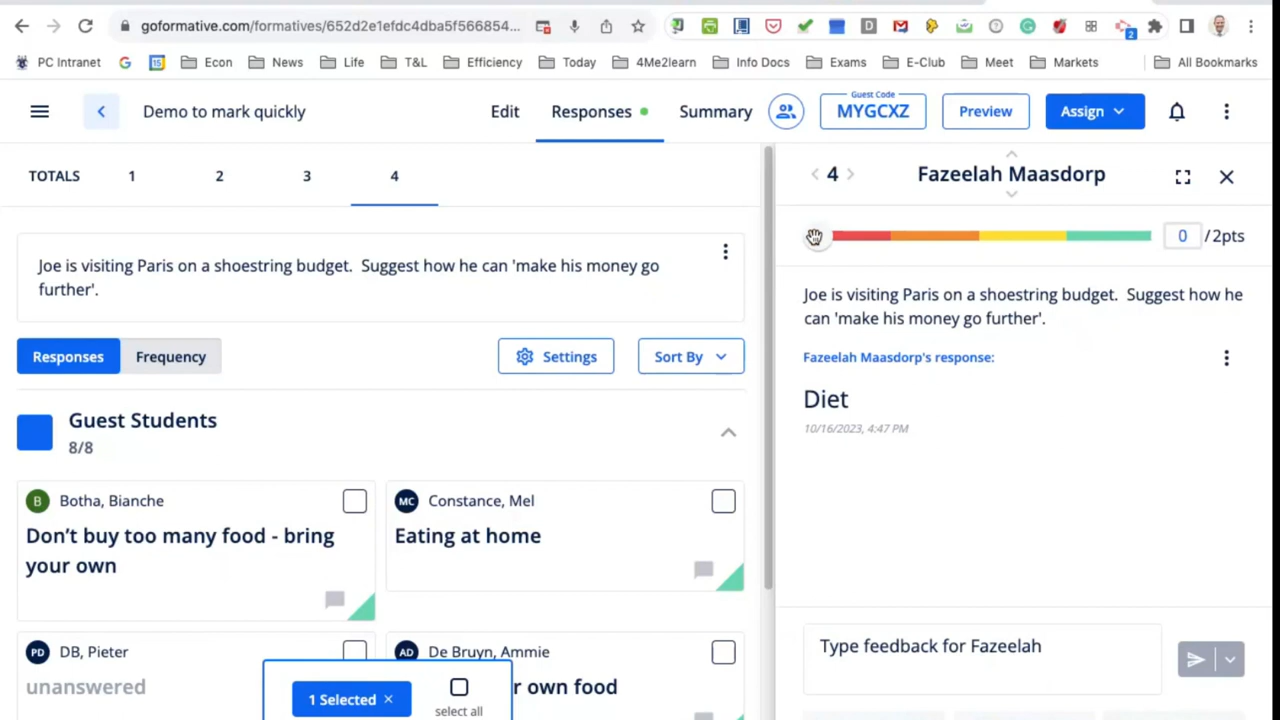 goformative.com/formatives/652d2e1efdc4dba5f566854...
2
PC Intranet
Econ
News
Life
T&L
Efficiency
Today
4Me2learn
Info Docs
Exams
E-Club
Meet
Markets
All Bookmarks
Demo to mark quickly
Edit
Responses
Summary
Guest Code
MYGCXZ
Preview
Assign
TOTALS 1 2 3 4
Joe is visiting Paris on a shoestring budget. Suggest how he can 'make his money go
further'.
Responses
Frequency
Settings
Sort By
Guest Students
8/8
B Botha, Bianche
Don't buy too many food - bring
your own
MC Constance, Mel
Eating at home
PD DB, Pieter
unanswered
AD De Bruyn, Ammie
r own food
1 Selected ×
select all
4
Fazeelah Maasdorp
0 /2pts
Joe is visiting Paris on a shoestring budget. Suggest how he
can 'make his money go further'.
Fazeelah Maasdorp's response:
Diet
10/16/2023, 4:47 PM
Type feedback for Fazeelah